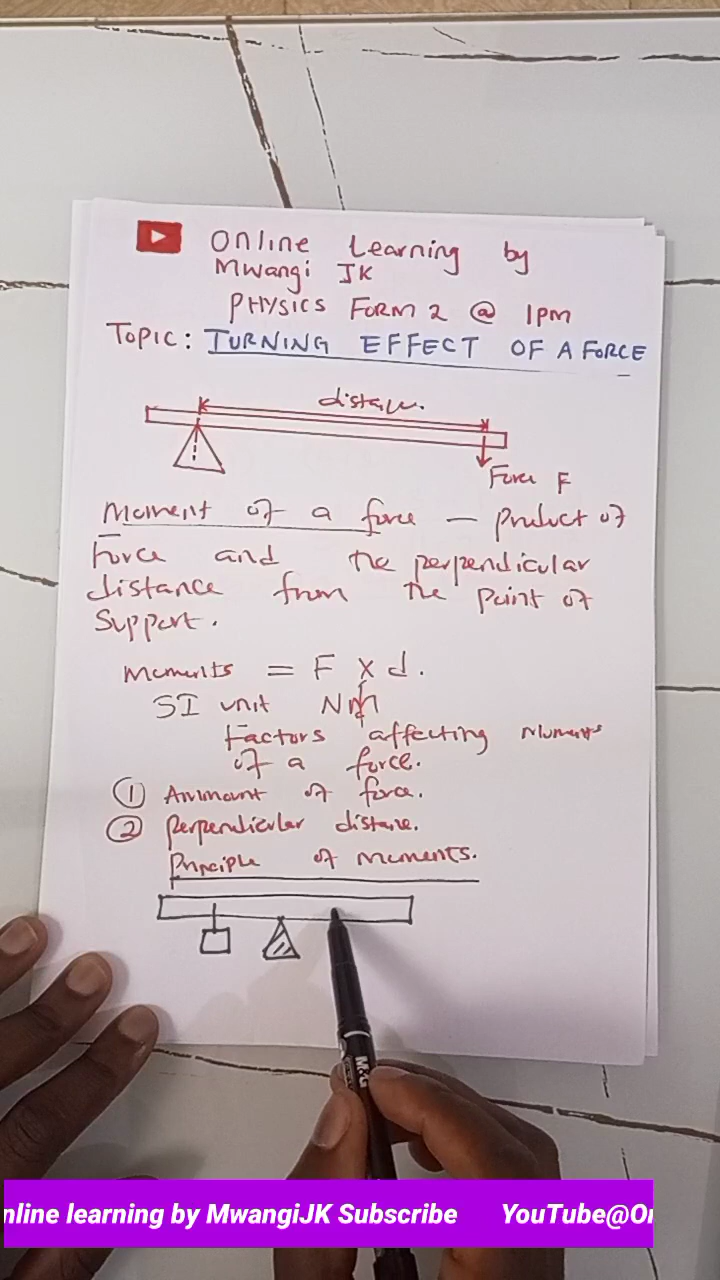 Online Learning by
Mwangi JK
PHYSICS FORM 2 @ 1pm
TOPIC: TURNING EFFECT OF A FORCE
distance.
Force F
Moment of a force – product of
Force and the perpendicular
distance from the point of
support.
Moments = F x d.
SI unit Nm
Factors affecting Moments
of a force.
① Ammount of force.
② Perpendicular distance.
Principle of Moments.
M&G
nline learning by MwangiJK Subscribe YouTube@O